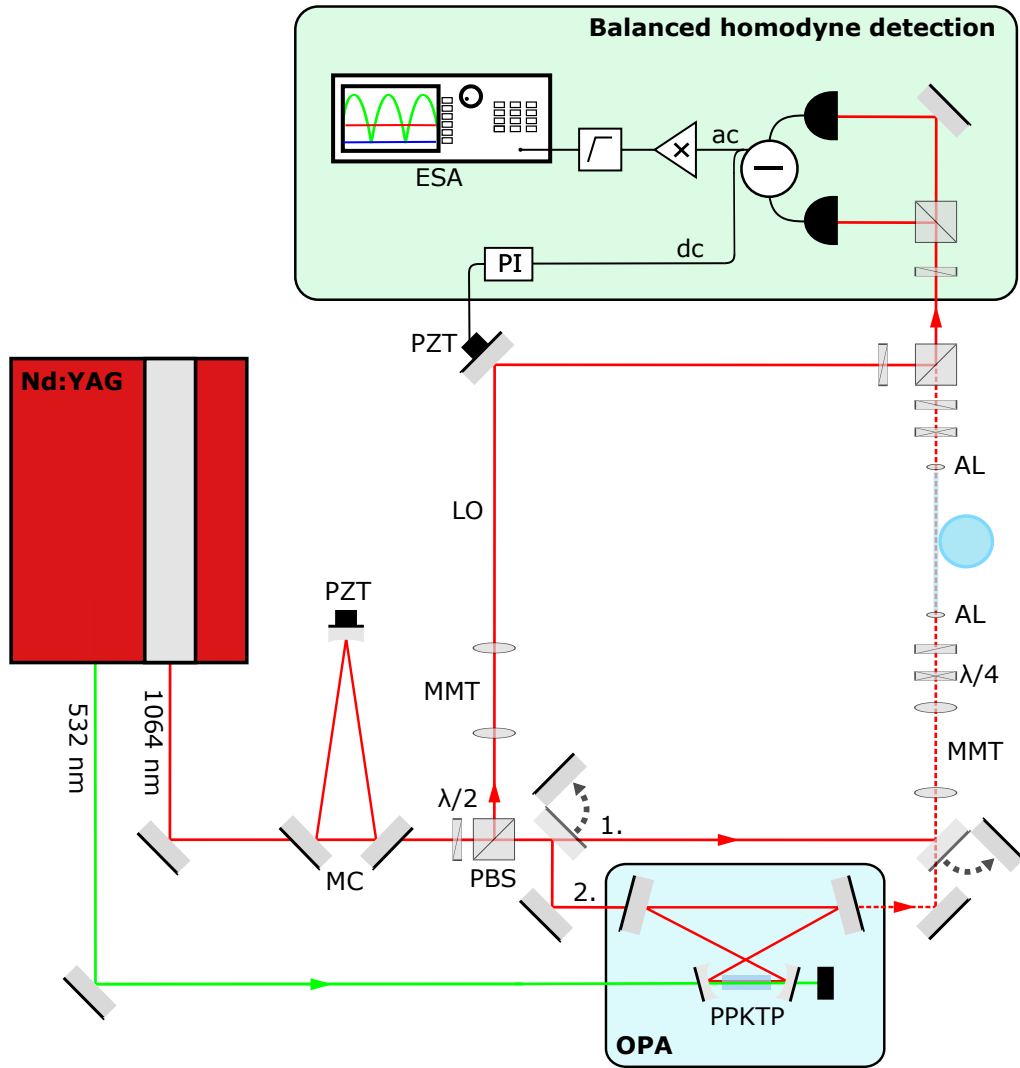 Balanced homodyne detection
ac
ESA
dc
PI
PZT
Nd:YAG
AL
LO
PZT
AL
λ/4
MMT
532 nm
1064 nm
MMT
λ/2
1.
MC
PBS
2.
PPKTP
OPA